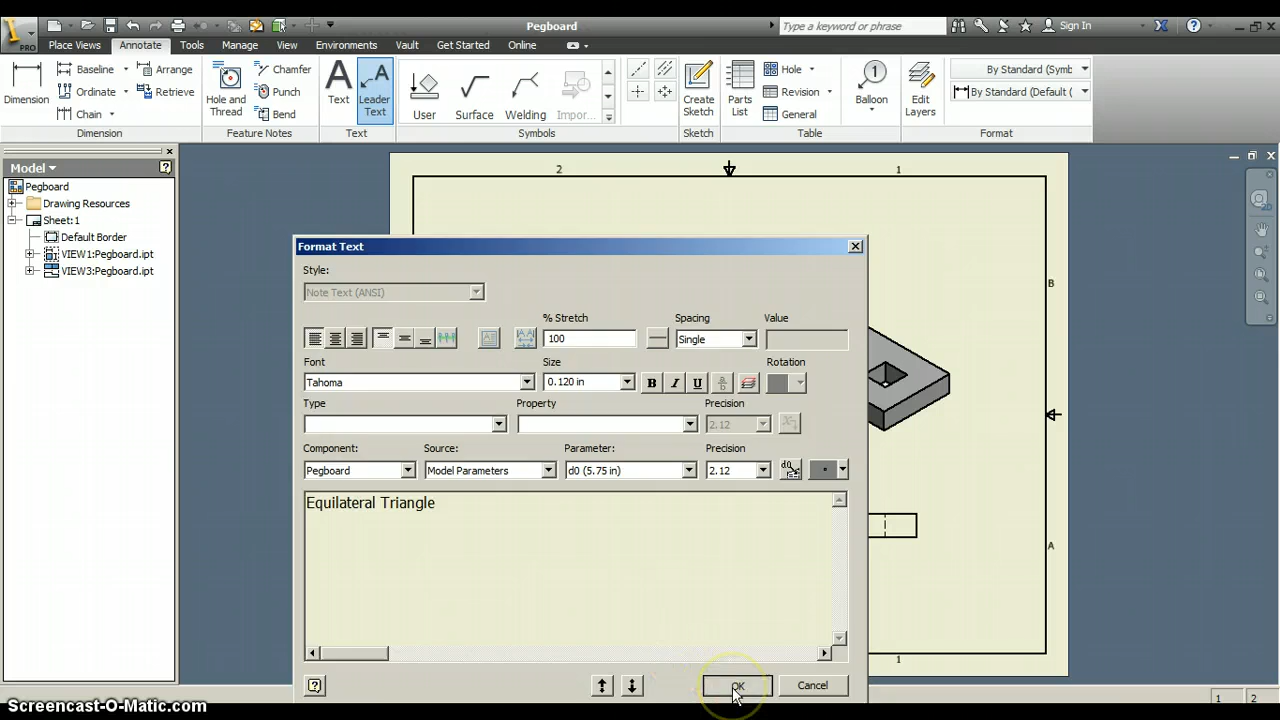 Pegboard
Type a keyword or phrase
Sign In
PRO
Place Views
Annotate
Tools
Manage
View
Environments
Vault
Get Started
Online
Dimension
Baseline
Ordinate
Chain
Arrange
Retrieve
Dimension
Hole and
Thread
Chamfer
Punch
Bend
Feature Notes
Text
Leader
Text
Text
User
Surface
Welding
Impor...
Symbols
Create
Sketch
Sketch
Parts
List
Hole
Revision
General
Table
1
Balloon
Edit
Layers
By Standard (Symb
By Standard (Default (
Format
Model
Pegboard
Drawing Resources
Sheet:1
Default Border
VIEW1:Pegboard.ipt
VIEW3:Pegboard.ipt
2
1
B
A
1
2D
Format Text
Style:
Note Text (ANSI)
% Stretch
Spacing
Value
100
Single
Font
Size
Rotation
Tahoma
0.120 in
B I U
Type
Property
Precision
2.12
Component:
Source:
Parameter:
Precision
Pegboard
Model Parameters
d0 (5.75 in)
2.12
Equilateral Triangle
OK
Cancel
1
2
Screencast-O-Matic.com